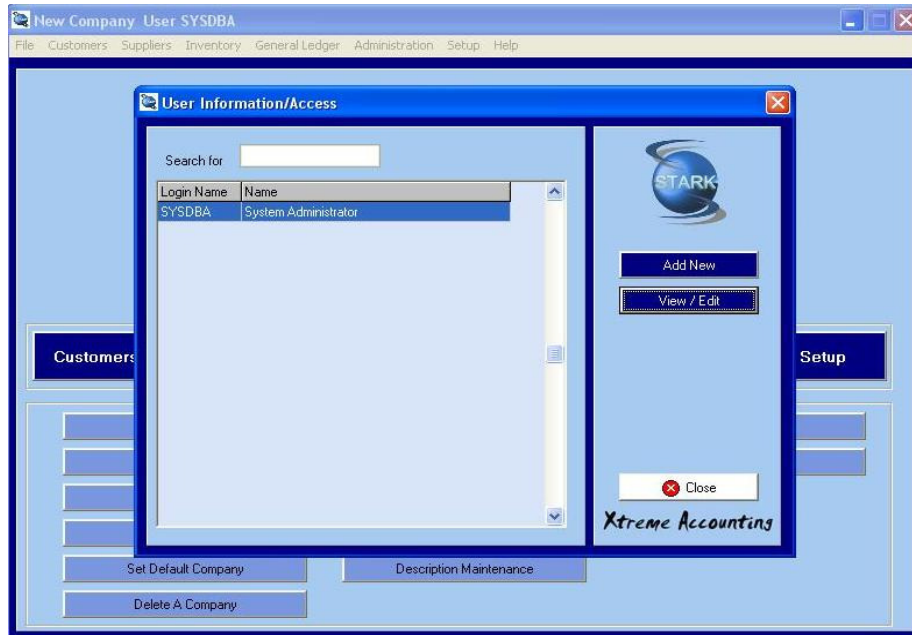 New Company User SYSDBA
File Customers Suppliers Inventory General Ledger Administration Setup Help
User Information/Access
Search for
Login Name Name
SYSDBA System Administrator
STARK
Add New
View / Edit
Customers
Setup
Close
Xtreme Accounting
Set Default Company
Description Maintenance
Delete A Company